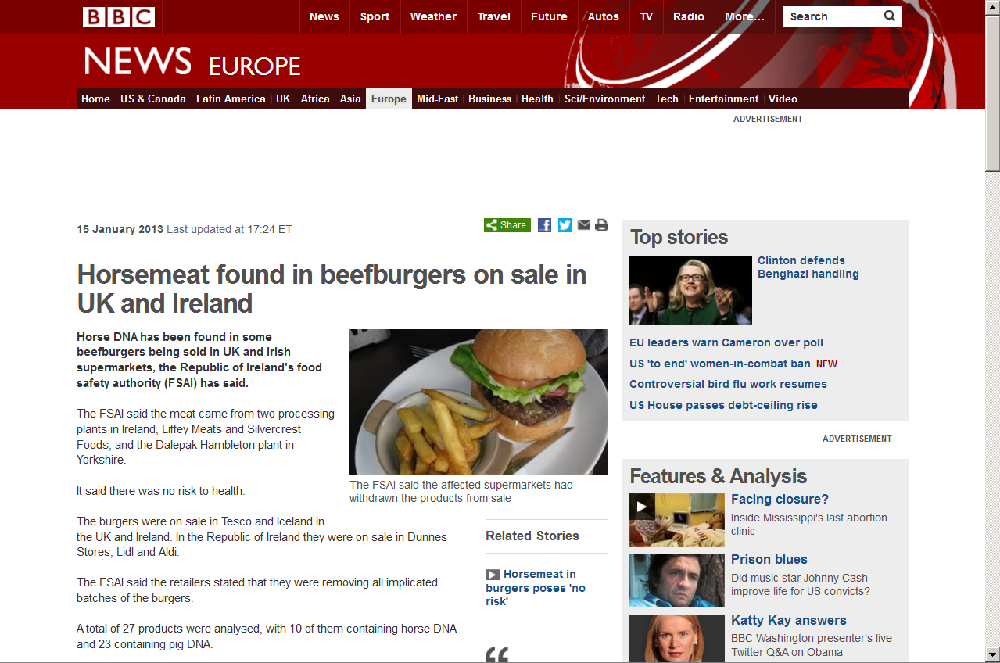 BBC
News Sport Weather Travel Future Autos TV Radio More... Search
NEWS EUROPE
Home US & Canada Latin America UK Africa Asia Europe Mid-East Business Health Sci/Environment Tech Entertainment Video
ADVERTISEMENT
15 January 2013 Last updated at 17:24 ET
Share
Horsemeat found in beefburgers on sale in
UK and Ireland
Horse DNA has been found in some
beefburgers being sold in UK and Irish
supermarkets, the Republic of Ireland's food
safety authority (FSAI) has said.
The FSAI said the meat came from two processing
plants in Ireland, Liffey Meats and Silvercrest
Foods, and the Dalepak Hambleton plant in
Yorkshire.
It said there was no risk to health.
The burgers were on sale in Tesco and Iceland in
the UK and Ireland. In the Republic of Ireland they were on sale in Dunnes
Stores, Lidl and Aldi.
The FSAI said the retailers stated that they were removing all implicated
batches of the burgers.
A total of 27 products were analysed, with 10 of them containing horse DNA
and 23 containing pig DNA.
The FSAI said the affected supermarkets had
withdrawn the products from sale
Related Stories
Horsemeat in
burgers poses 'no
risk'
Top stories
Clinton defends
Benghazi handling
EU leaders warn Cameron over poll
US 'to end' women-in-combat ban NEW
Controversial bird flu work resumes
US House passes debt-ceiling rise
ADVERTISEMENT
Features & Analysis
Facing closure?
Inside Mississippi's last abortion
clinic
Prison blues
Did music star Johnny Cash
improve life for US convicts?
Katty Kay answers
BBC Washington presenter's live
Twitter Q&A on Obama